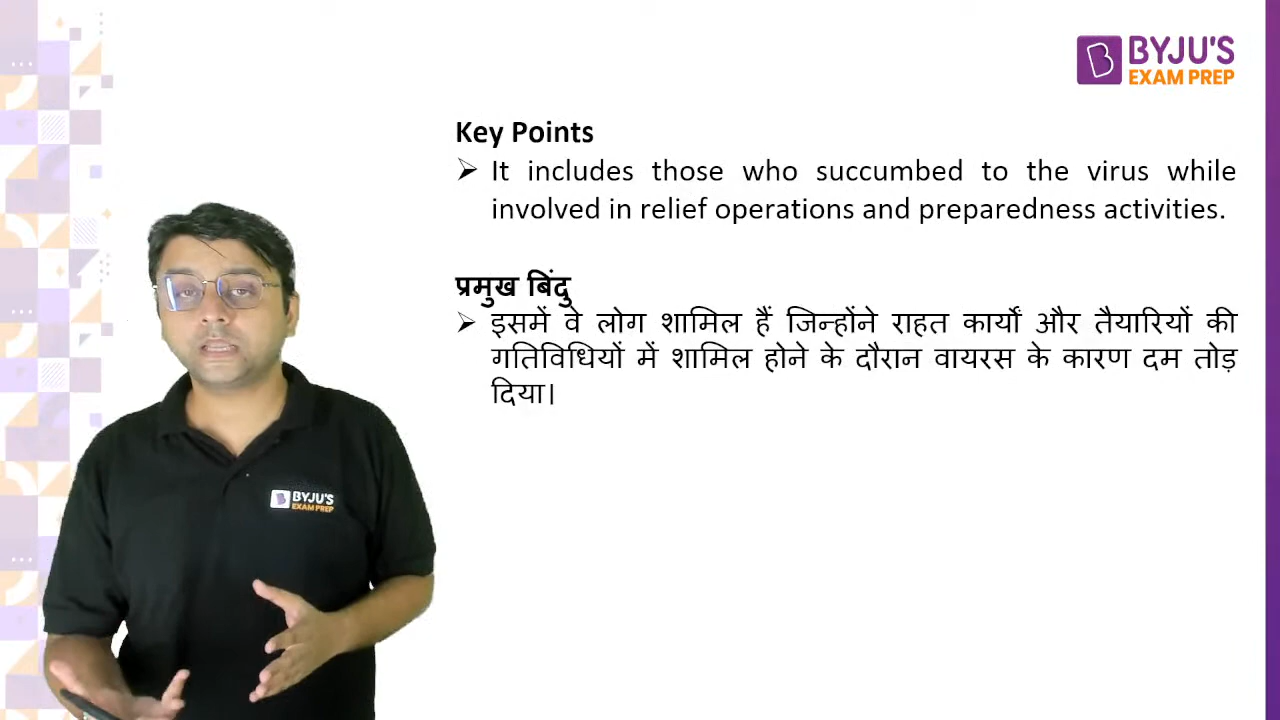 BYJU'S
EXAM PREP
Key Points
➢ It includes those who succumbed to the virus while
involved in relief operations and preparedness activities.
प्रमुख बिंदु
➢ इसमें वे लोग शामिल हैं जिन्होंने राहत कार्यों और तैयारियों की
गतिविधियों में शामिल होने के दौरान वायरस के कारण दम तोड़
दिया।
BYJU'S
EXAM PREP